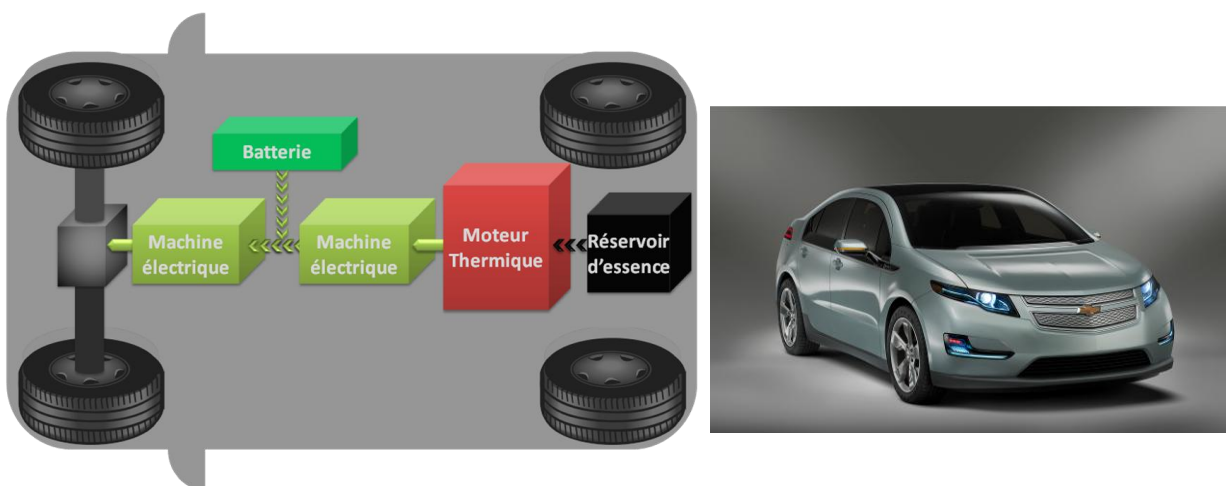 Batterie
Machine
électrique
Machine
électrique
Moteur
Thermique
Réservoir
d'essence